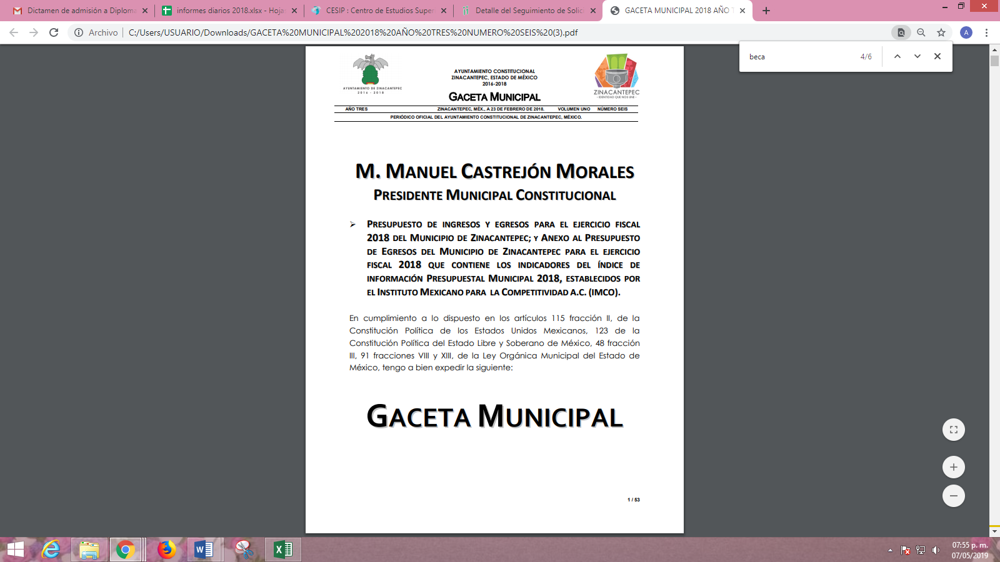 Dictamen de admisión a Diploma
informes diarios 2018.xlsx - Hoja
CESIP : Centro de Estudios Super
Detalle del Seguimiento de Solici
GACETA MUNICIPAL 2018 AÑO T
Archivo
C:/Users/USUARIO/Downloads/GACETA%20MUNICIPAL%202018%20AÑO%20TRES%20NUMERO%20SEIS%20(3).pdf
A
beca 4/6
AYUNTAMIENTO DE ZINACANTEPEC
2016 - 2018
AYUNTAMIENTO CONSTITUCIONAL
ZINACANTEPEC, ESTADO DE MÉXICO
2016-2018
GACETA MUNICIPAL
ZINACANTEPEC
- IDENTIDAD QUE NOS UNE -
AÑO TRES ZINACANTEPEC, MÉX., A 23 DE FEBRERO DE 2018. VOLUMEN UNO NÚMERO SEIS
PERIÓDICO OFICIAL DEL AYUNTAMIENTO CONSTITUCIONAL DE ZINACANTEPEC, MÉXICO.
M. MANUEL CASTREJÓN MORALES
PRESIDENTE MUNICIPAL CONSTITUCIONAL
➢ PRESUPUESTO DE INGRESOS Y EGRESOS PARA EL EJERCICIO FISCAL
2018 DEL MUNICIPIO DE ZINACANTEPEC; Y ANEXO AL PRESUPUESTO
DE EGRESOS DEL MUNICIPIO DE ZINACANTEPEC PARA EL EJERCICIO
FISCAL 2018 QUE CONTIENE LOS INDICADORES DEL ÍNDICE DE
INFORMACIÓN PRESUPUESTAL MUNICIPAL 2018, ESTABLECIDOS POR
EL INSTITUTO MEXICANO PARA LA COMPETITIVIDAD A.C. (IMCO).
En cumplimiento a lo dispuesto en los artículos 115 fracción II, de la
Constitución Política de los Estados Unidos Mexicanos, 123 de la
Constitución Política del Estado Libre y Soberano de México, 48 fracción
III, 91 fracciones VIII y XIII, de la Ley Orgánica Municipal del Estado de
México, tengo a bien expedir la siguiente:
GACETA MUNICIPAL
1 / 53
07:55 p. m.
07/05/2019